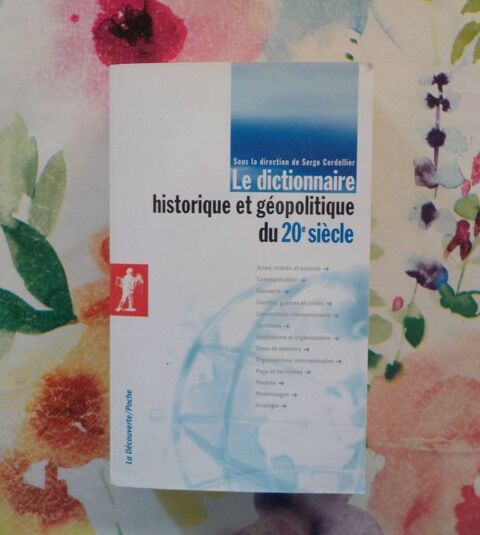 Sous la direction de Serge Cordellier
Le dictionnaire
historique et géopolitique
du 20e siècle
Actes, traités et accords →
Communication →
Concepts →
Conflits, guerres et crises →
Conventions internationales →
Doctrines →
Institutions et organisations →
Lieux de mémoire →
Organisations internationales →
Pays et territoires →
Peuples →
Personnages →
Stratégie →
La Découverte/Poche